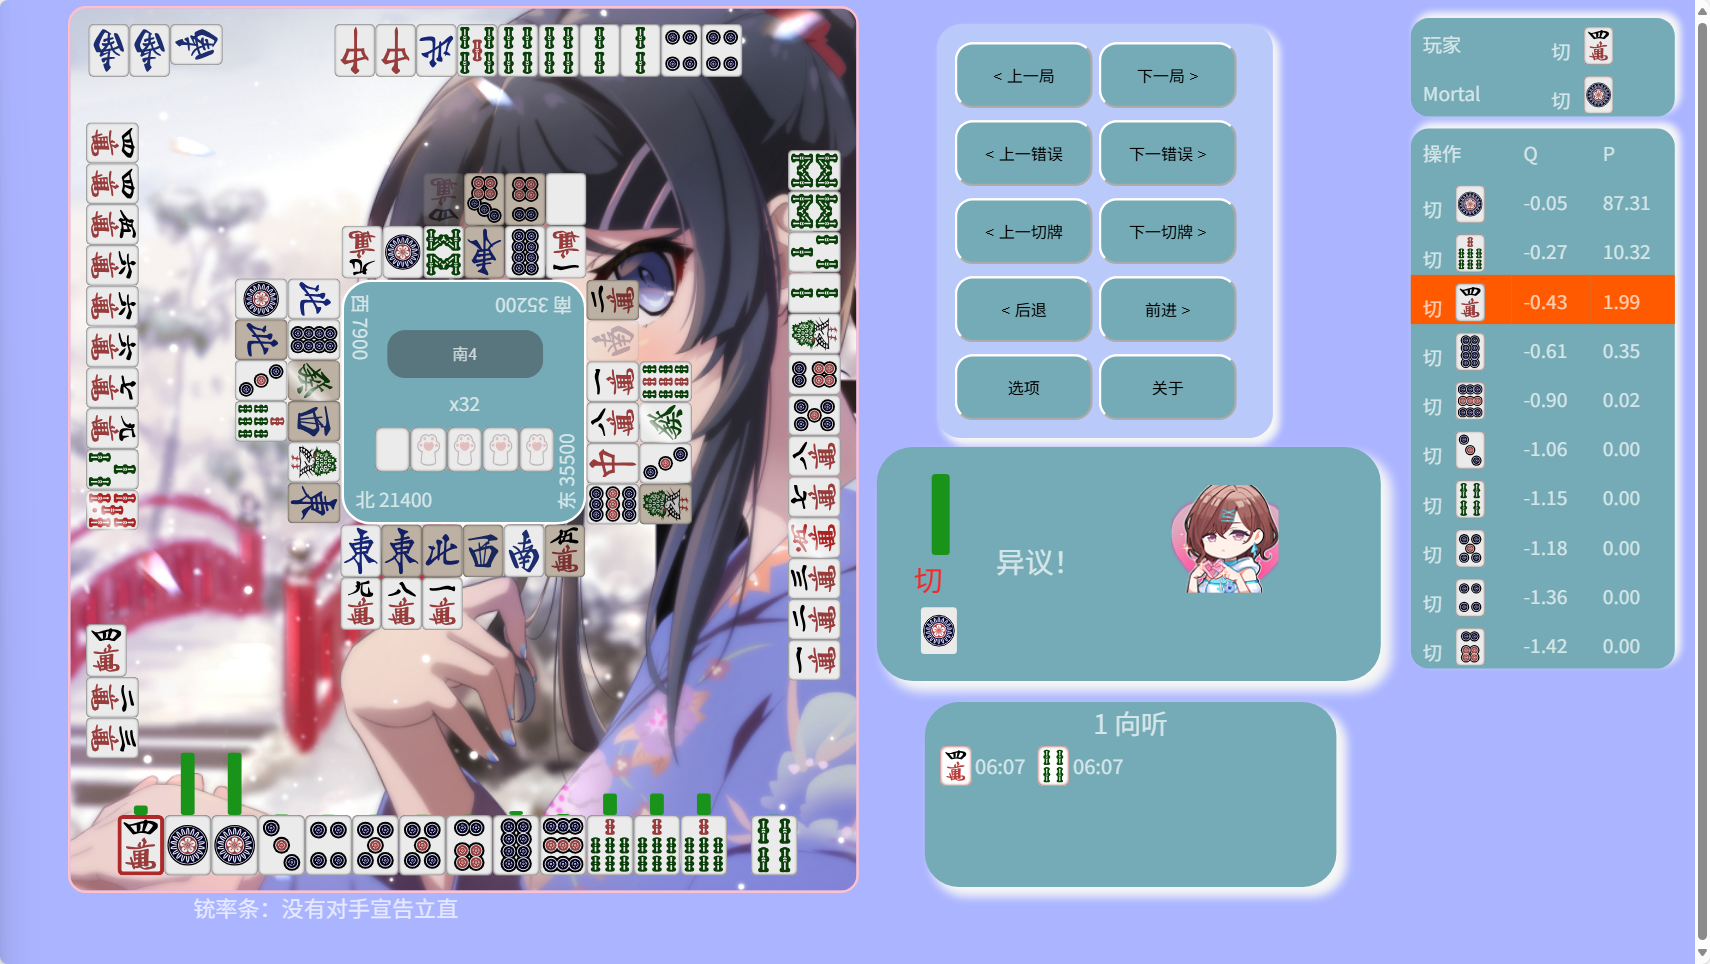 < 上一局
下一局 >
< 上一错误
下一错误 >
< 上一切牌
下一切牌 >
< 后退
前进 >
选项
关于
玩家 切
Mortal 切
操作 Q P
切 -0.05 87.31
切 -0.27 10.32
切 -0.43 1.99
切 -0.61 0.35
切 -0.90 0.02
切 -1.06 0.00
切 -1.15 0.00
切 -1.18 0.00
切 -1.36 0.00
切 -1.42 0.00
西 7900
南 35200
南4
x32
北 21400
东 35500
切
异议！
1 向听
06:07 06:07
铳率条：没有对手宣告立直